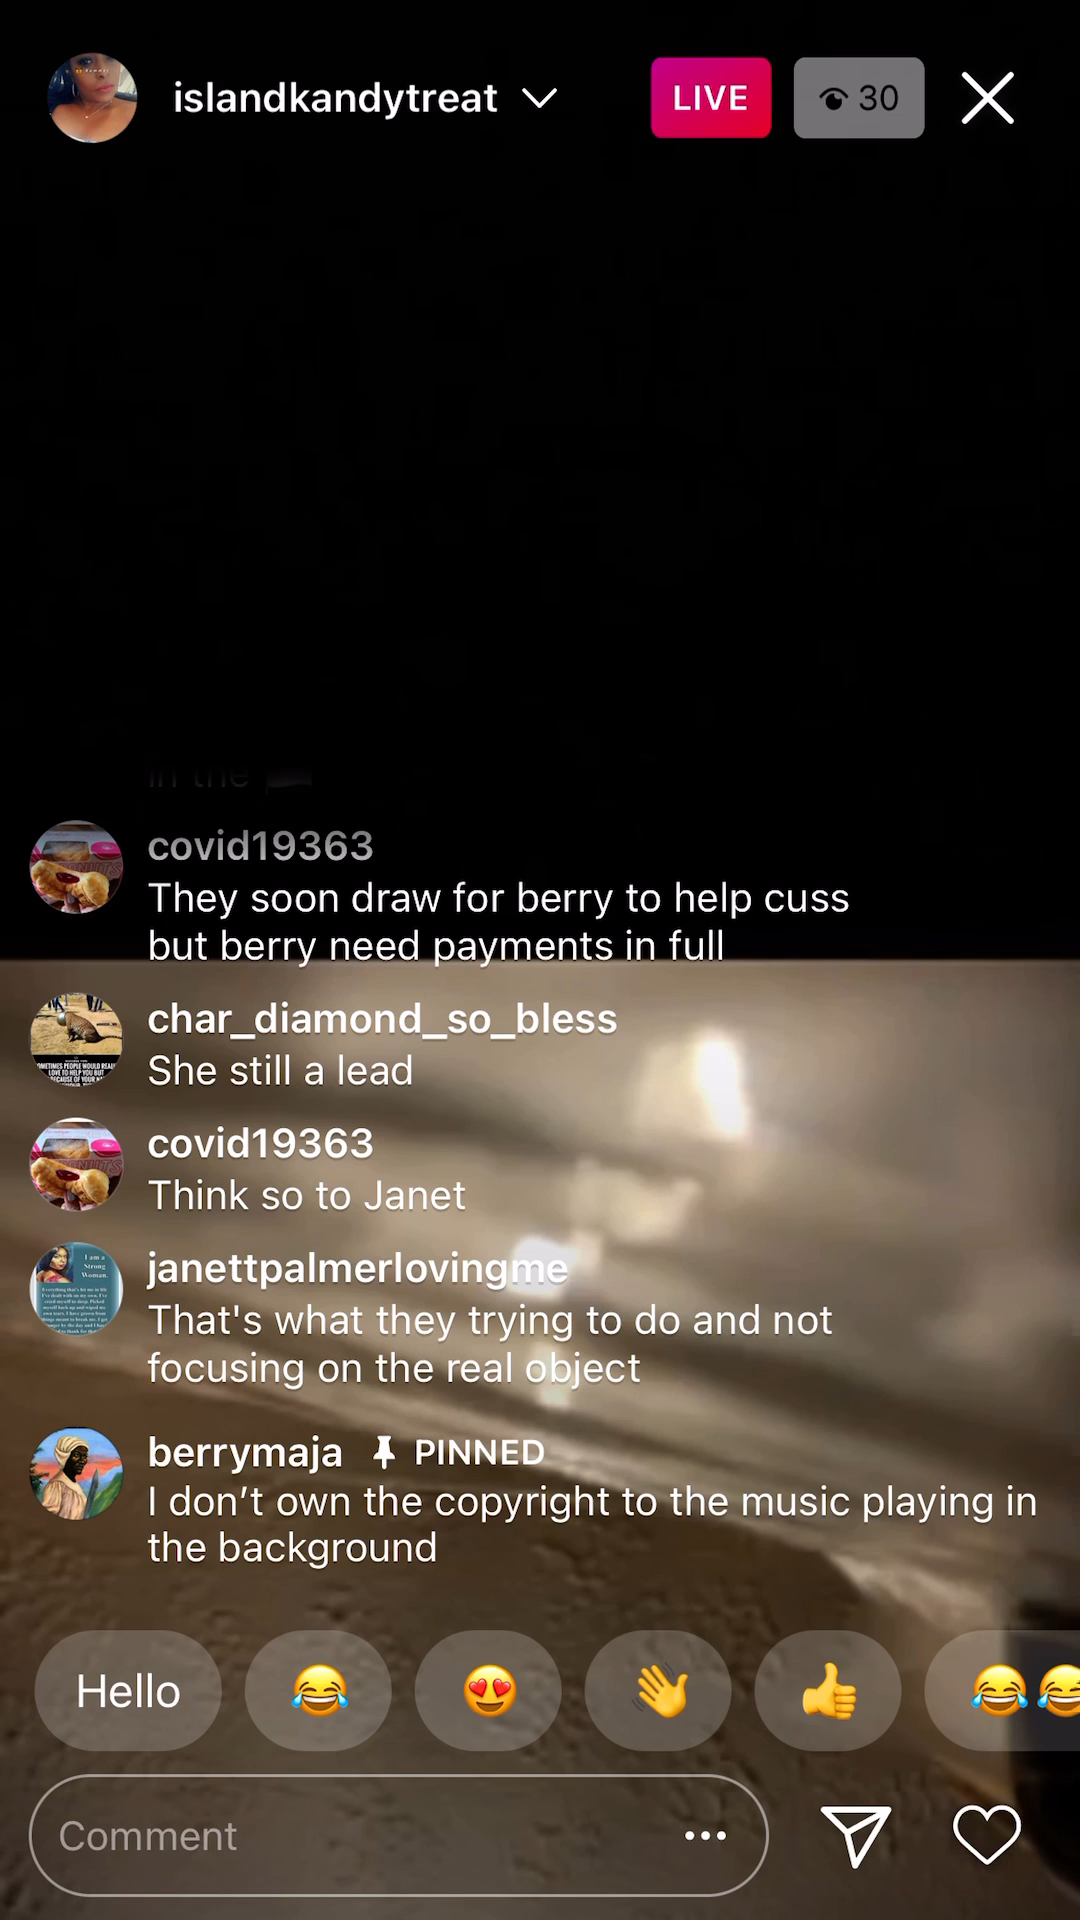 islandkandytreat
LIVE
30
in the
covid19363
They soon draw for berry to help cuss
but berry need payments in full
char_diamond_so_bless
She still a lead
covid19363
Think so to Janet
janettpalmerlovingme
That's what they trying to do and not
focusing on the real object
berrymaja PINNED
I don’t own the copyright to the music playing in
the background
Hello
Comment